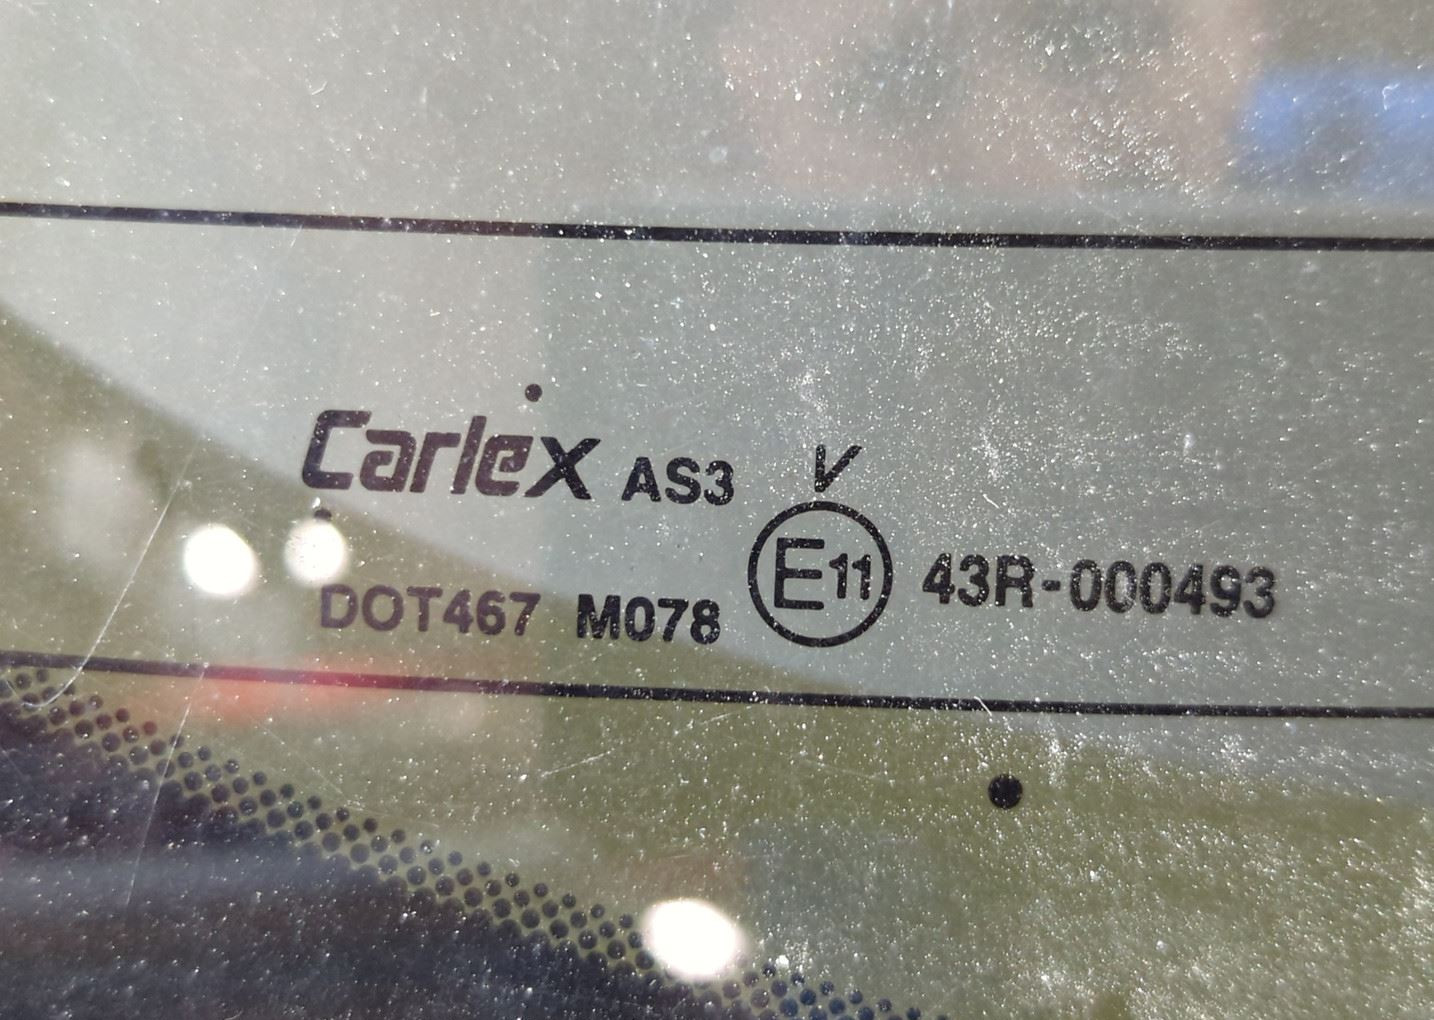 Carlex AS3 V
DOT467 M078 E11 43R-000493